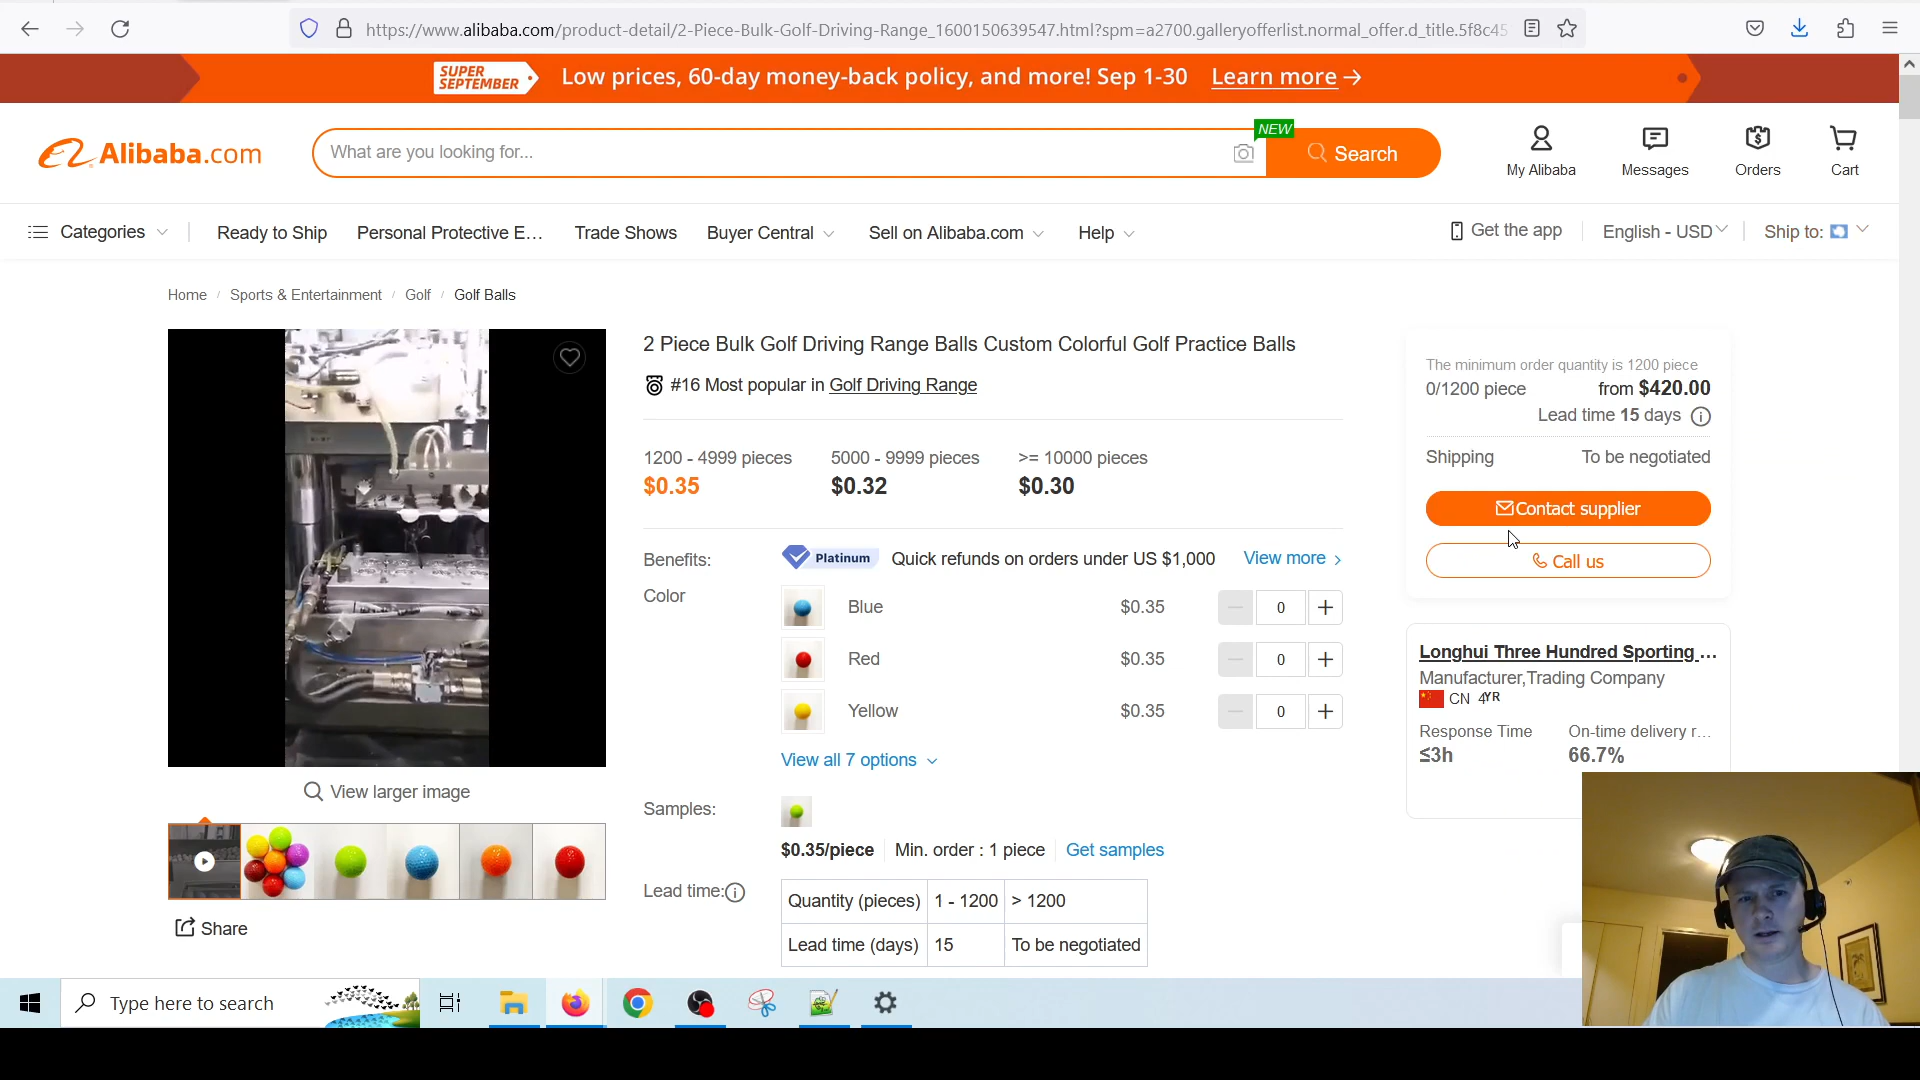 https://www.alibaba.com/product-detail/2-Piece-Bulk-Golf-Driving-Range_1600150639547.html?spm=a2700.galleryofferlist.normal_offer.d_title.5f8c45
SUPER SEPTEMBER
Low prices, 60-day money-back policy, and more! Sep 1-30 Learn more →
Alibaba.com
What are you looking for...
NEW
Search
My Alibaba
Messages
Orders
Cart
Categories
Ready to Ship
Personal Protective E...
Trade Shows
Buyer Central
Sell on Alibaba.com
Help
Get the app
English - USD
Ship to:
Home / Sports & Entertainment / Golf / Golf Balls
2 Piece Bulk Golf Driving Range Balls Custom Colorful Golf Practice Balls
#16 Most popular in Golf Driving Range
1200 - 4999 pieces
$0.35
5000 - 9999 pieces
$0.32
>= 10000 pieces
$0.30
Benefits:
Platinum
Quick refunds on orders under US $1,000
View more >
Color
Blue $0.35 0
Red $0.35 0
Yellow $0.35 0
View all 7 options
Samples:
$0.35/piece
Min. order : 1 piece
Get samples
Lead time:
Quantity (pieces) 1 - 1200 > 1200
Lead time (days) 15 To be negotiated
View larger image
Share
The minimum order quantity is 1200 piece
0/1200 piece
from $420.00
Lead time 15 days
Shipping
To be negotiated
Contact supplier
Call us
Longhui Three Hundred Sporting ...
Manufacturer,Trading Company
CN 4YR
Response Time
≤3h
On-time delivery r...
66.7%
Type here to search